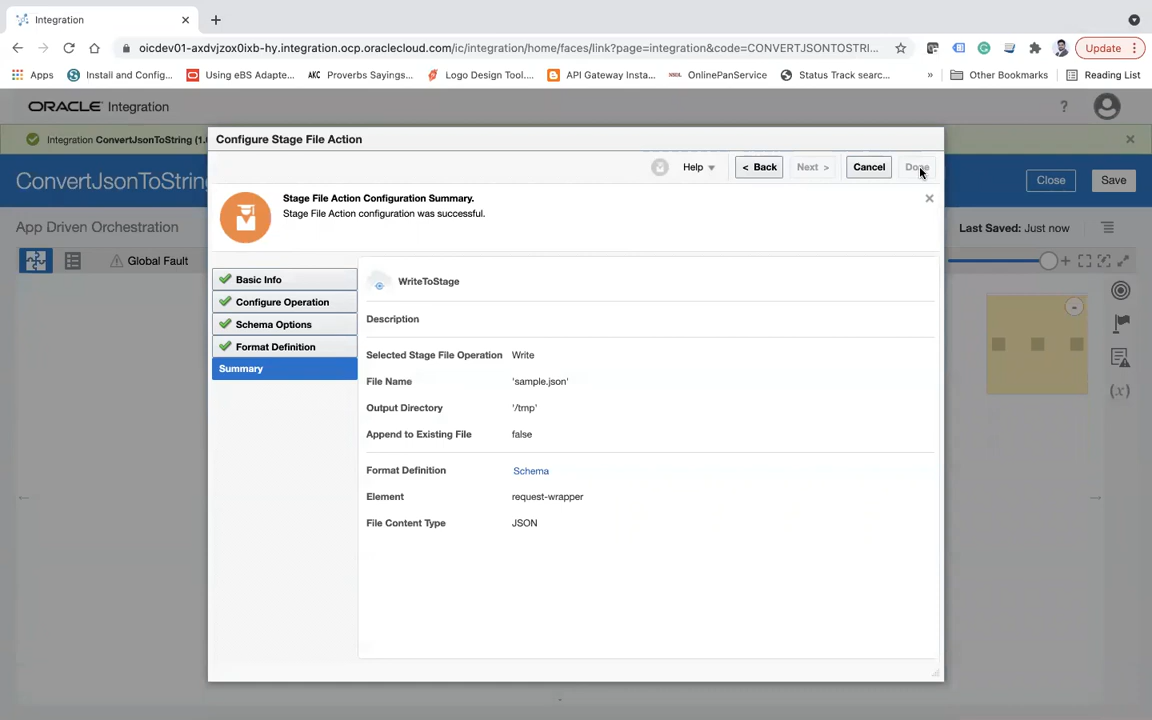 Integration
oicdev01-axdvjzox0ixb-hy.integration.ocp.oraclecloud.com/ic/integration/home/faces/link?page=integration&code=CONVERTJSONTOSTRI...
Update
Apps
Install and Config...
Using eBS Adapte...
AKC Proverbs Sayings...
Logo Design Tool....
API Gateway Insta...
OnlinePanService
Status Track searc...
»
Other Bookmarks
Reading List
ORACLE Integration
?
Integration ConvertJsonToString (1.0
ConvertJsonToString
Close
Save
App Driven Orchestration
Last Saved: Just now
Global Fault
Configure Stage File Action
Help
< Back
Next >
Cancel
Done
Stage File Action Configuration Summary.
Stage File Action configuration was successful.
Basic Info
Configure Operation
Schema Options
Format Definition
Summary
WriteToStage
Description
Selected Stage File Operation Write
File Name 'sample.json'
Output Directory '/tmp'
Append to Existing File false
Format Definition Schema
Element request-wrapper
File Content Type JSON
(x)